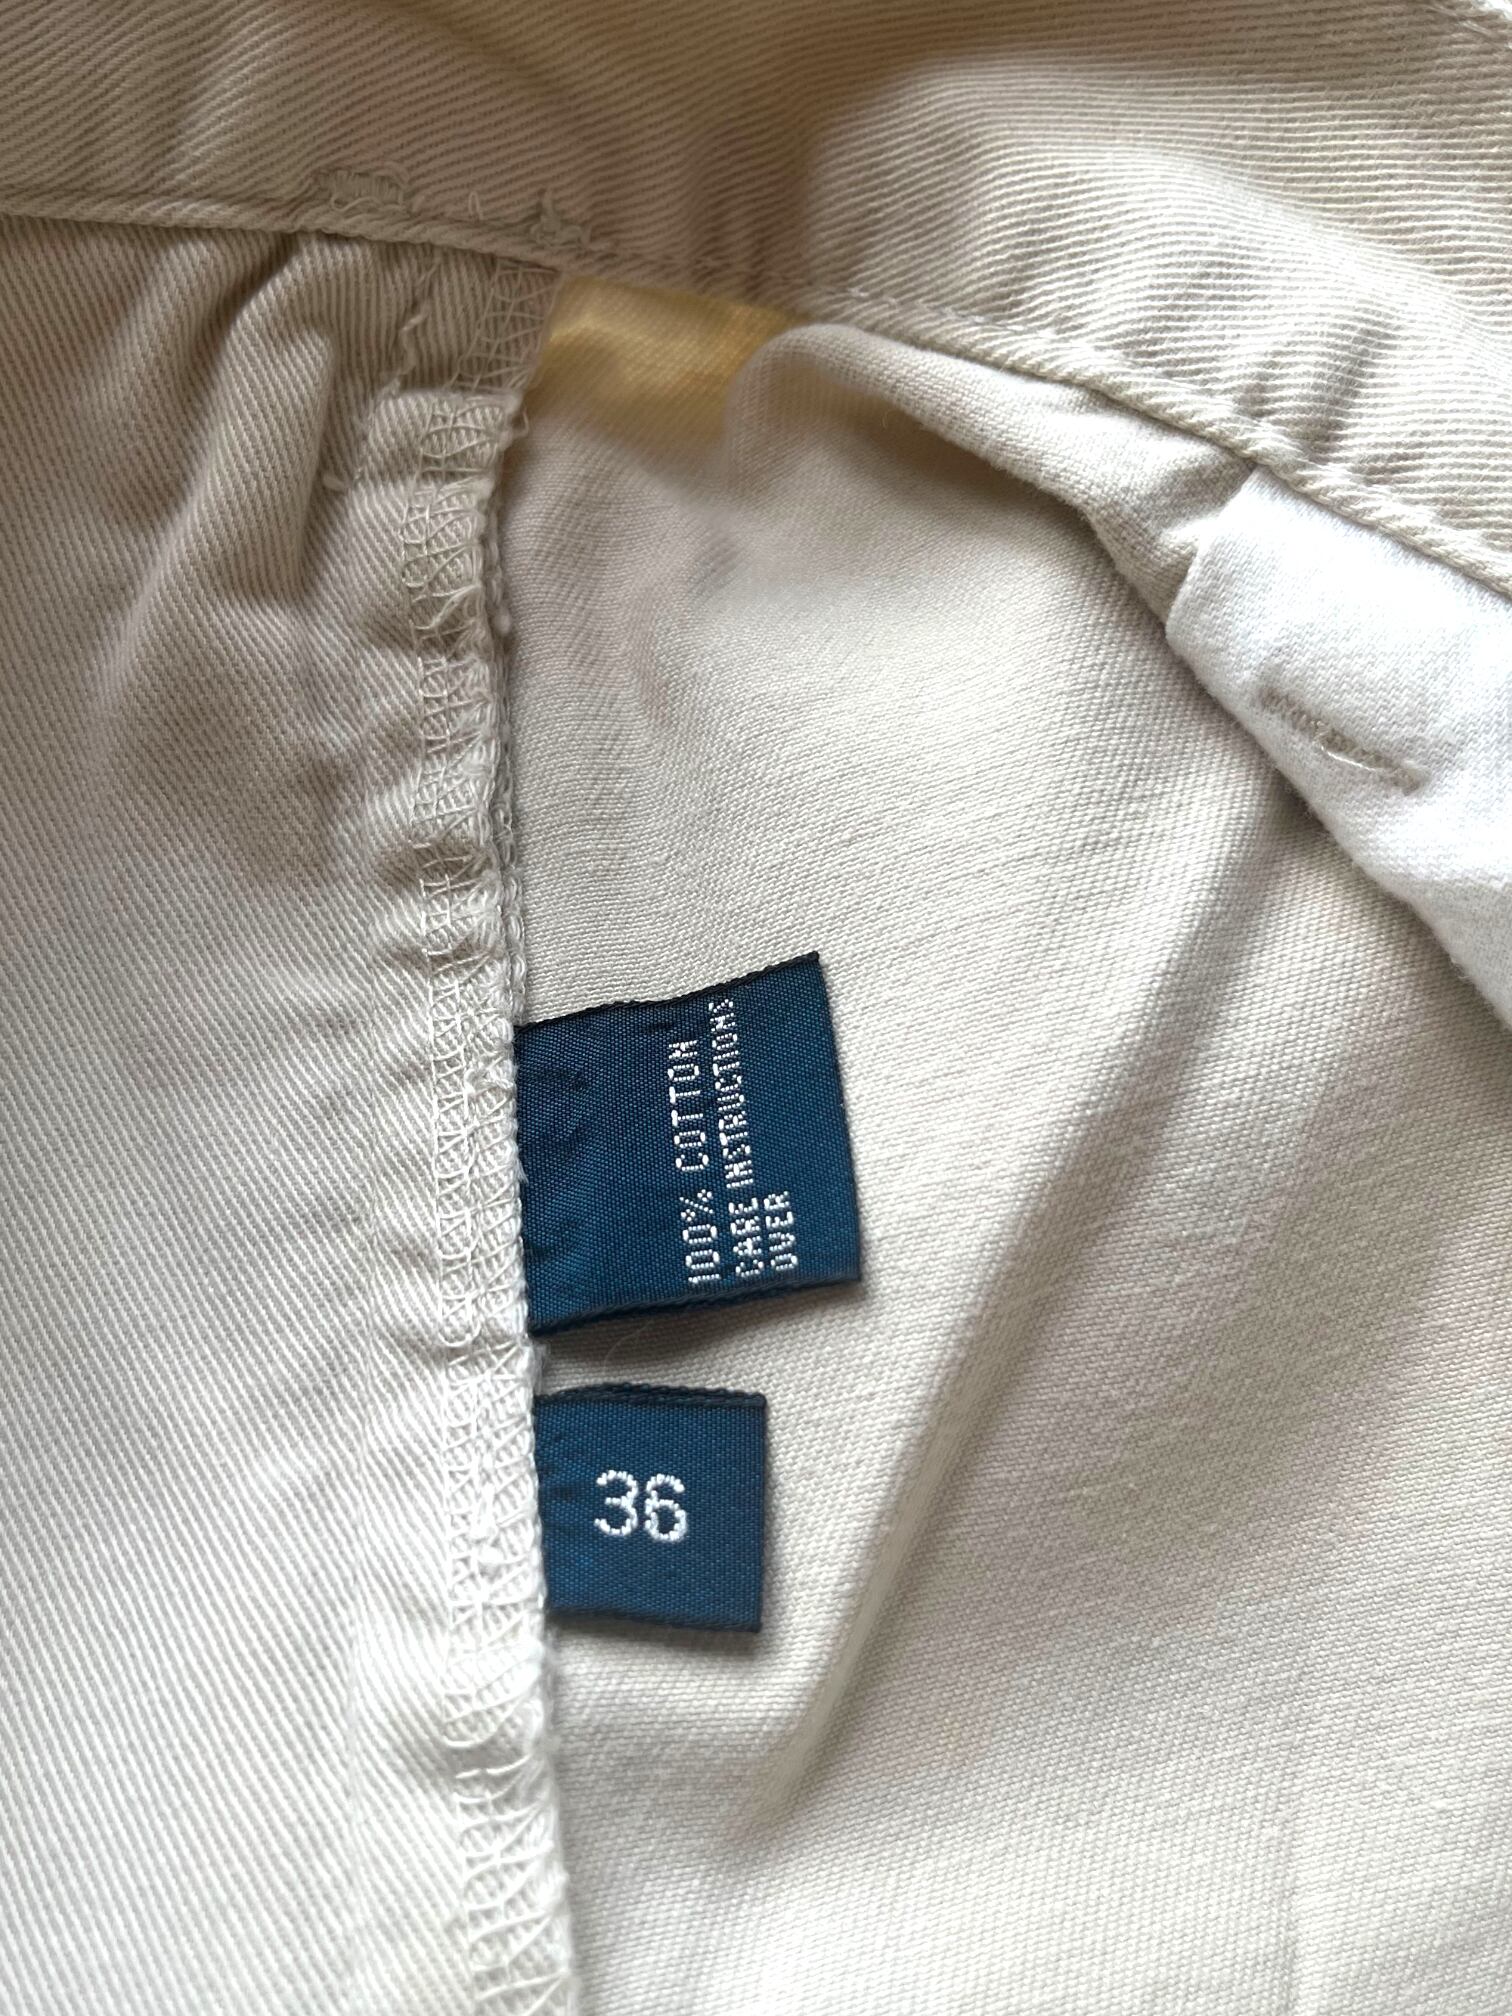 100% COTTON
CARE INSTRUCTIONS
OVER
36